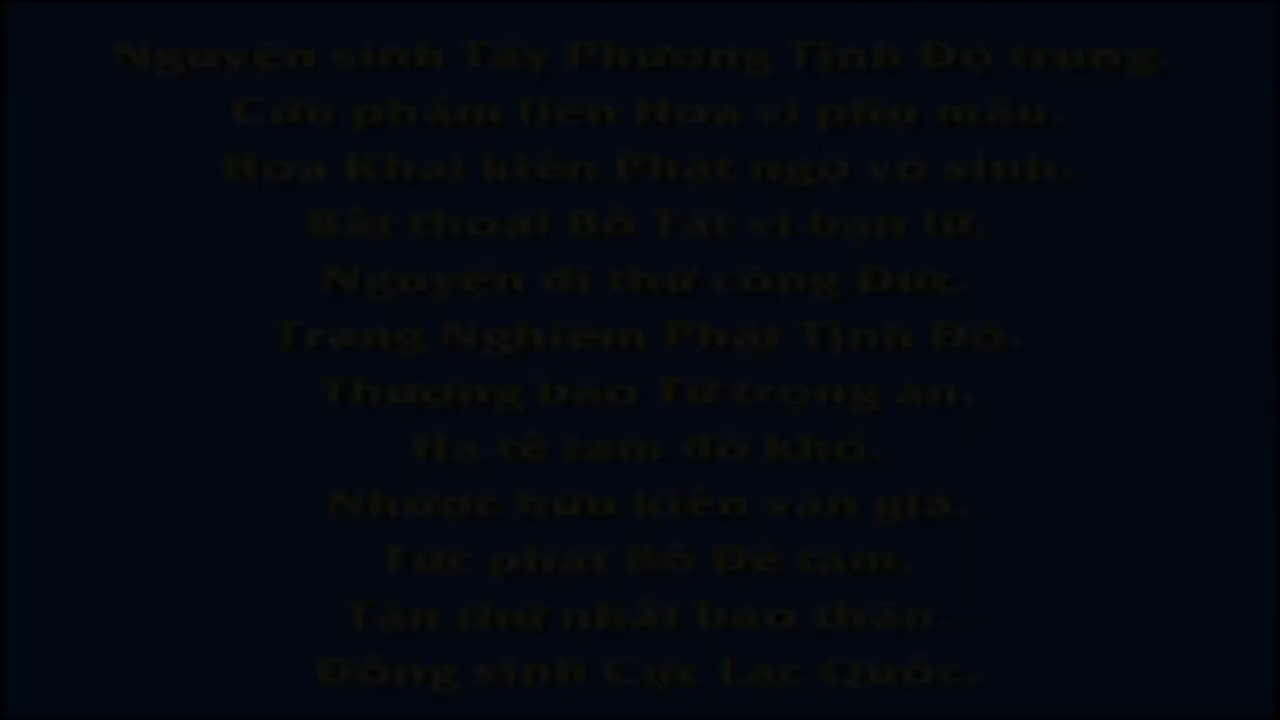 Nguyện sinh Tây Phương Tịnh Độ trung.
Cửu phẩm liên Hoa vi phụ mẫu.
Hoa Khai kiến Phật ngộ vô sinh.
Bất thoái Bồ Tát vi bạn lữ.
Nguyện dĩ thử công Đức.
Trang Nghiêm Phật Tịnh Độ.
Thượng báo Tứ trọng ân.
Hạ tế tam đồ khổ.
Nhược hữu kiến văn giả.
Tức phát Bồ Đề tâm.
Tận thử nhất báo thân.
Đồng sinh Cực Lạc Quốc.